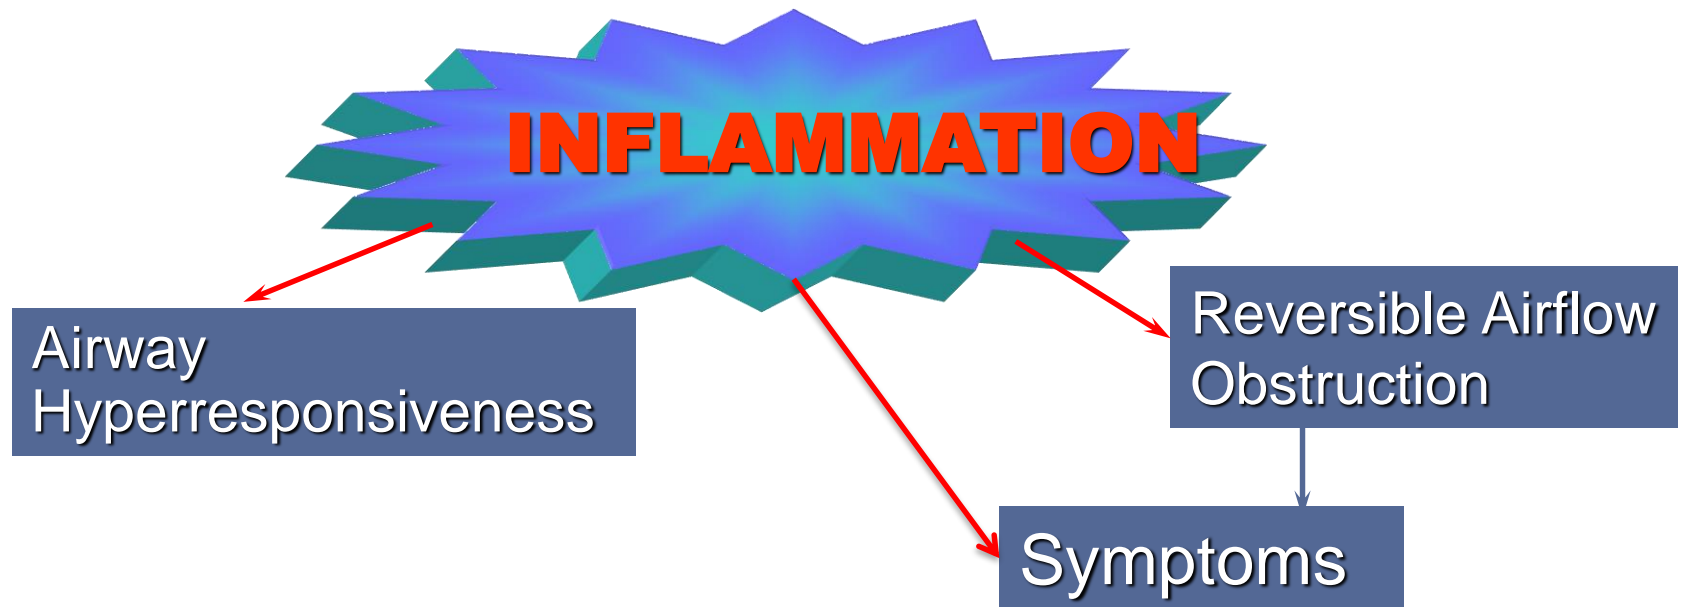 INFLAMMATION
Airway
Hyperresponsiveness
Reversible Airflow
Obstruction
Symptoms